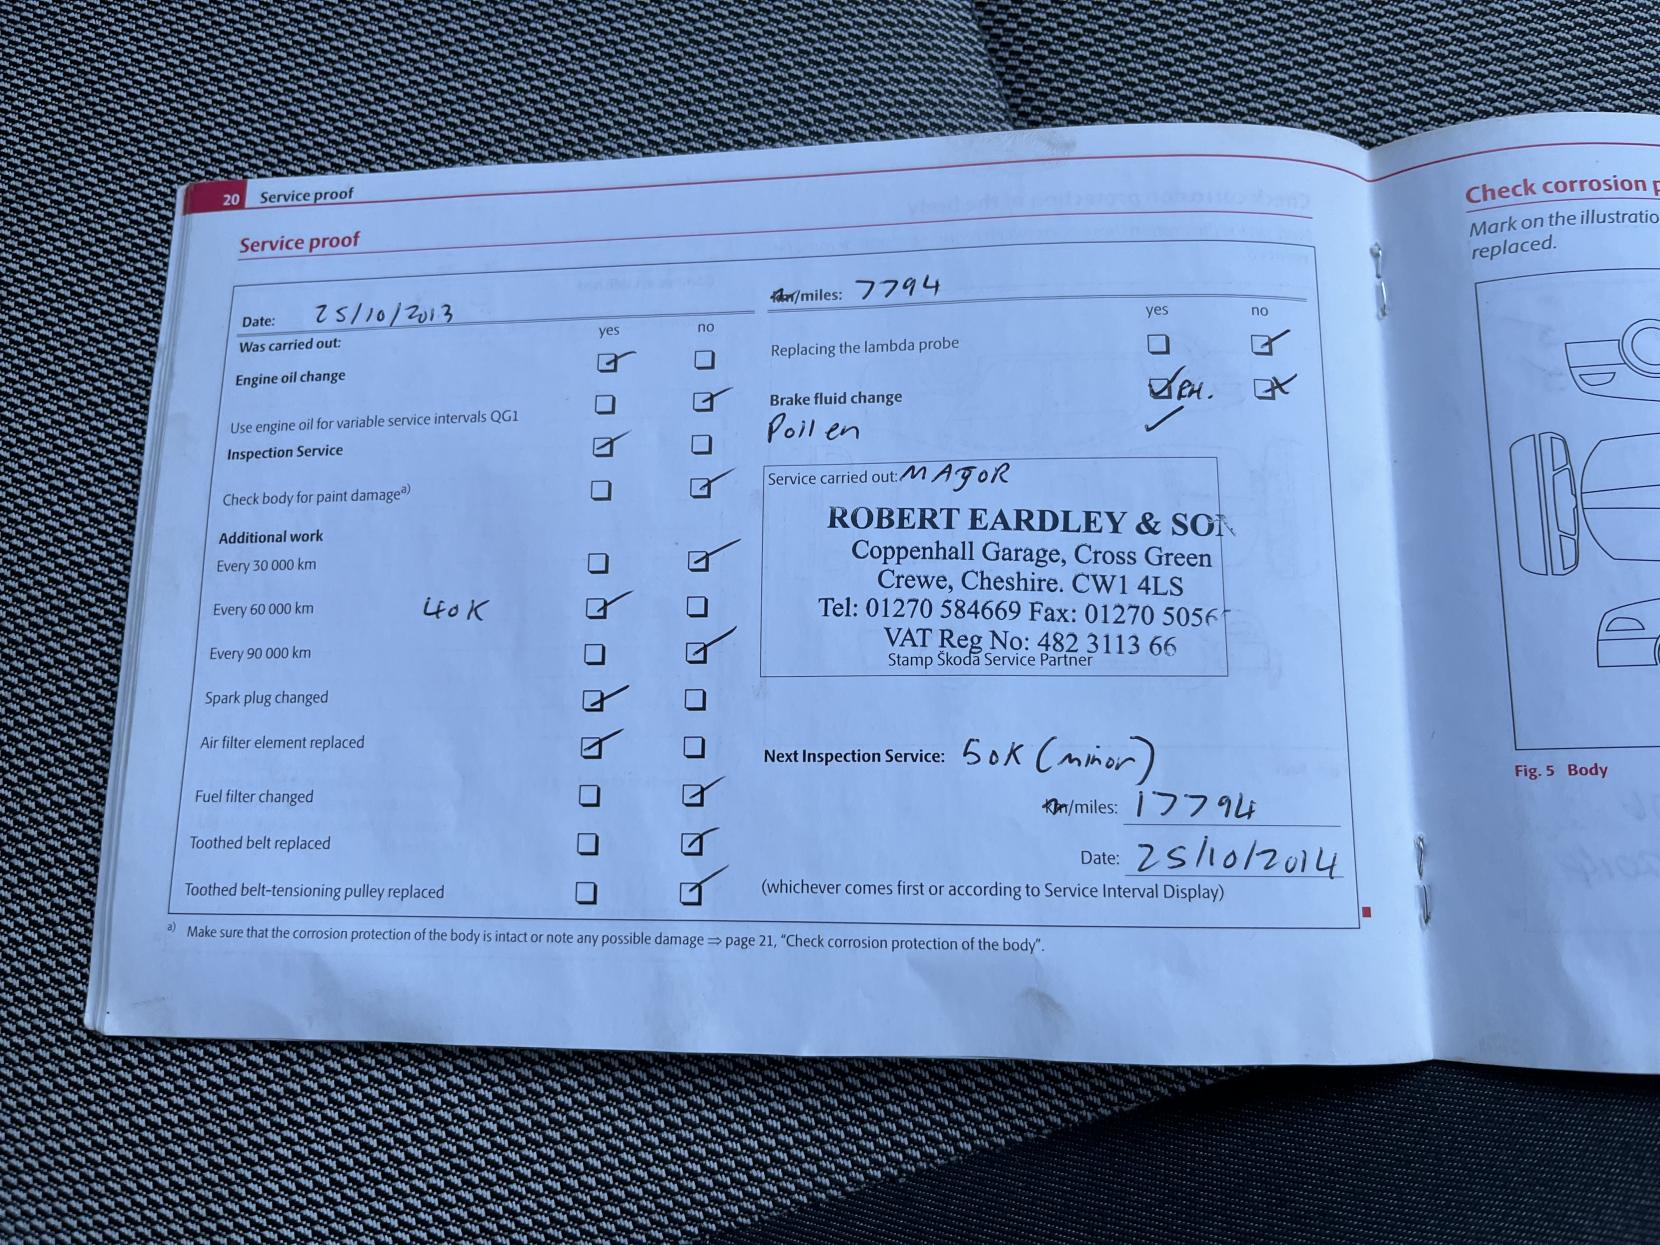 20 Service proof
Service proof
Date: 25/10/2013
km/miles: 7794
Was carried out: yes no
yes no
Engine oil change
Use engine oil for variable service intervals QG1
Inspection Service
Check body for paint damage a)
Additional work
Every 30 000 km
Every 60 000 km 40K
Every 90 000 km
Spark plug changed
Air filter element replaced
Fuel filter changed
Toothed belt replaced
Toothed belt-tensioning pulley replaced
Replacing the lambda probe
Brake fluid change
Pollen
Service carried out: MAJOR
ROBERT EARDLEY & SON
Coppenhall Garage, Cross Green
Crewe, Cheshire. CW1 4LS
Tel: 01270 584669 Fax: 01270 5056
VAT Reg No: 482 3113 66
Stamp Škoda Service Partner
Next Inspection Service: 50K (minor)
km/miles: 17794
Date: 25/10/2014
(whichever comes first or according to Service Interval Display)
a) Make sure that the corrosion protection of the body is intact or note any possible damage ⇒ page 21, "Check corrosion protection of the body".
Check corrosion p
Mark on the illustratio
replaced.
Fig. 5 Body